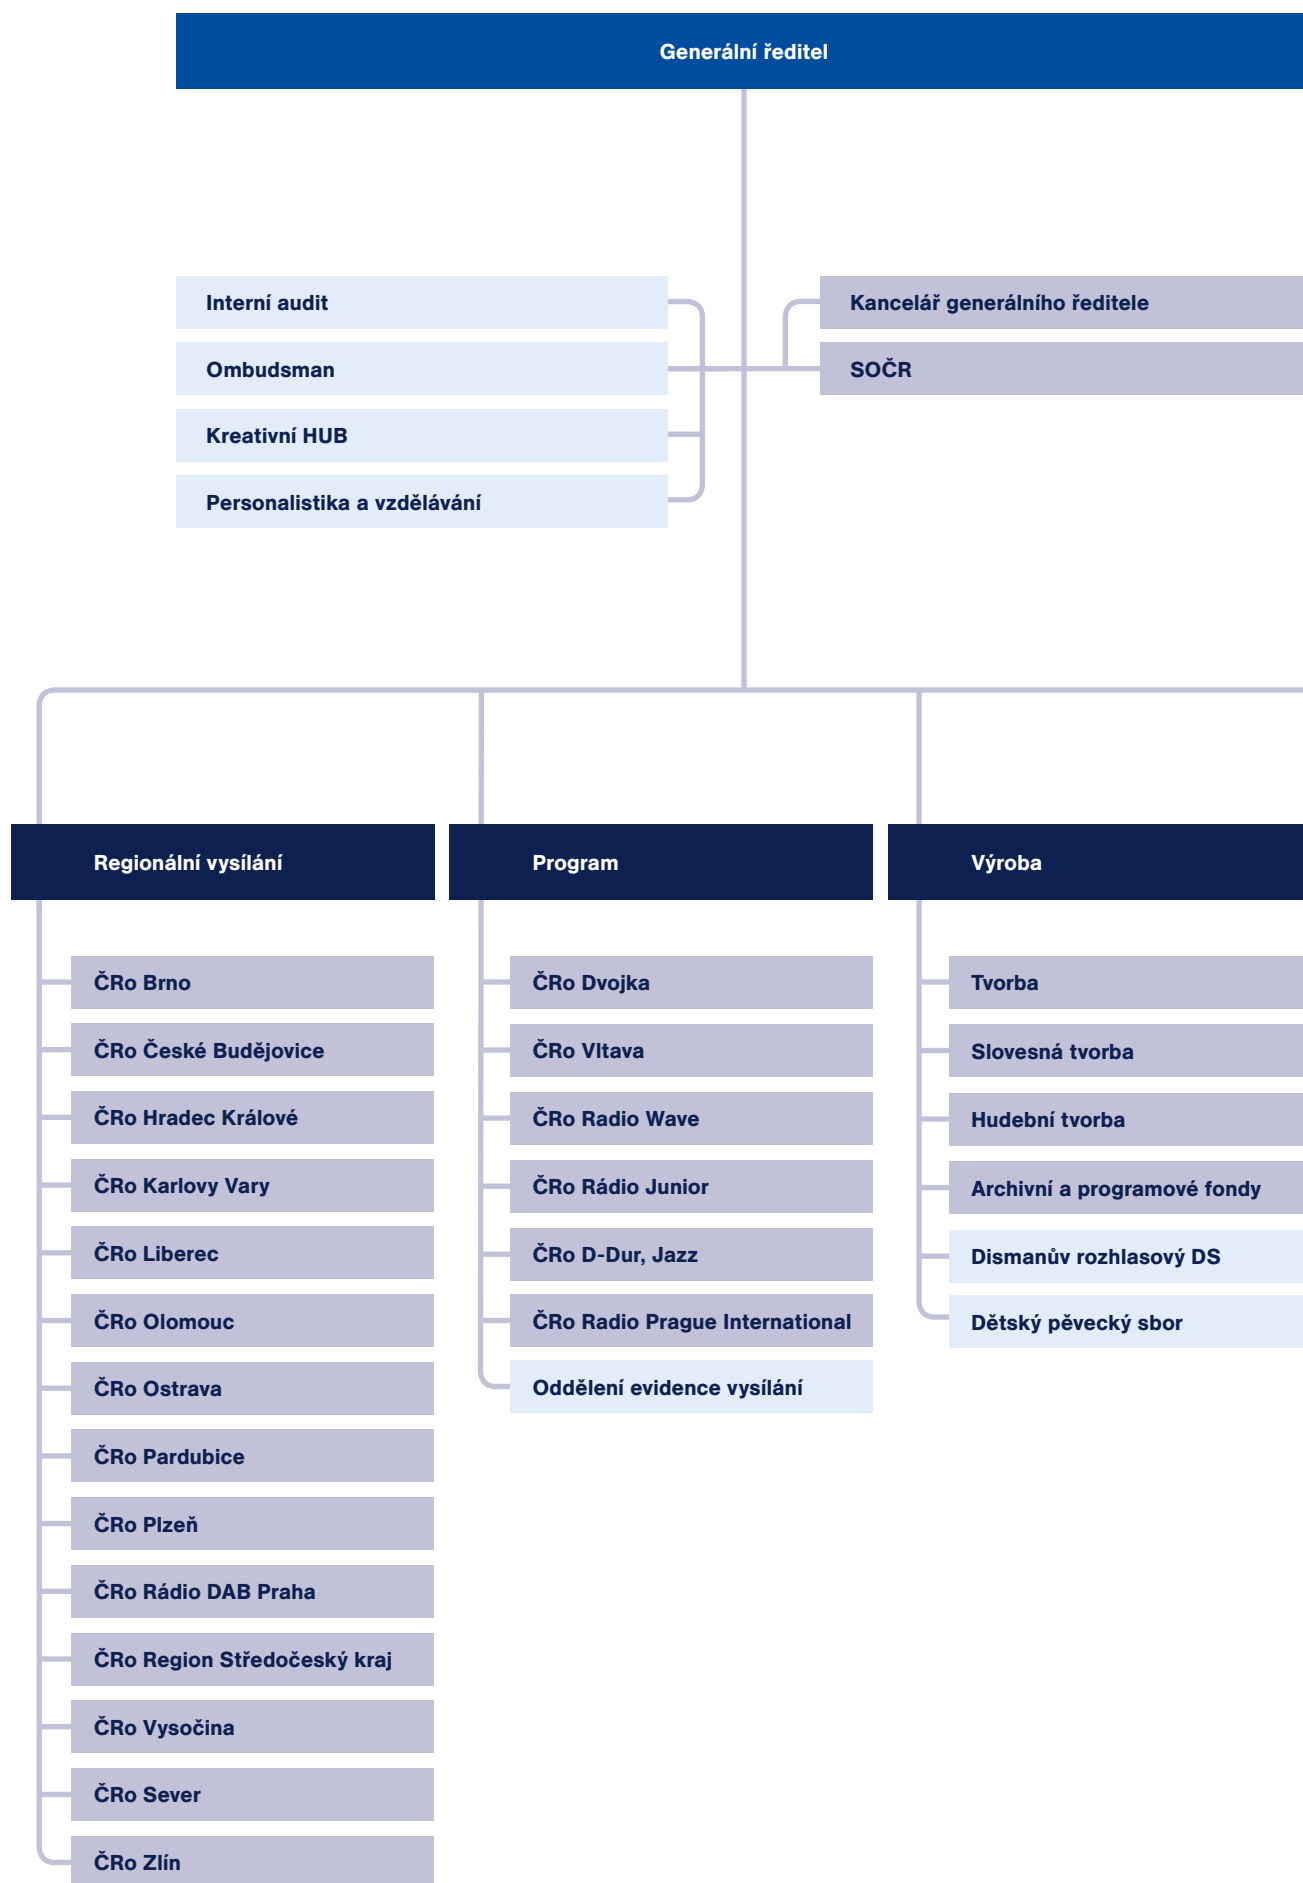 Generální ředitel
Interní audit
Ombudsman
Kreativní HUB
Personalistika a vzdělávání
Kancelář generálního ředitele
SOČR
Regionální vysílání
ČRo Brno
ČRo České Budějovice
ČRo Hradec Králové
ČRo Karlovy Vary
ČRo Liberec
ČRo Olomouc
ČRo Ostrava
ČRo Pardubice
ČRo Plzeň
ČRo Rádio DAB Praha
ČRo Region Středočeský kraj
ČRo Vysočina
ČRo Sever
ČRo Zlín
Program
ČRo Dvojka
ČRo Vltava
ČRo Radio Wave
ČRo Rádio Junior
ČRo D-Dur, Jazz
ČRo Radio Prague International
Oddělení evidence vysílání
Výroba
Tvorba
Slovesná tvorba
Hudební tvorba
Archivní a programové fondy
Dismanův rozhlasový DS
Dětský pěvecký sbor